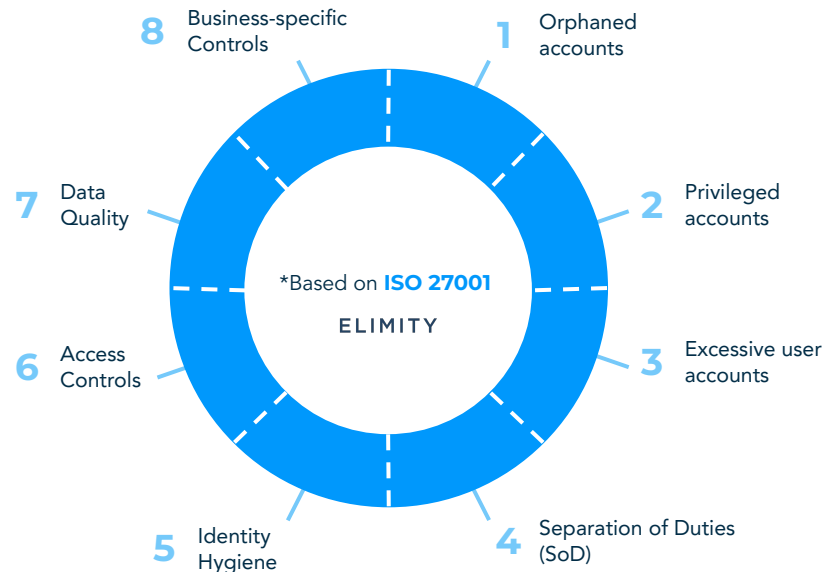 8
Business-specific
Controls
1
Orphaned
accounts
2
Privileged
accounts
3
Excessive user
accounts
4
Separation of Duties
(SoD)
5
Identity
Hygiene
6
Access
Controls
7
Data
Quality
*Based on ISO 27001
ELIMITY